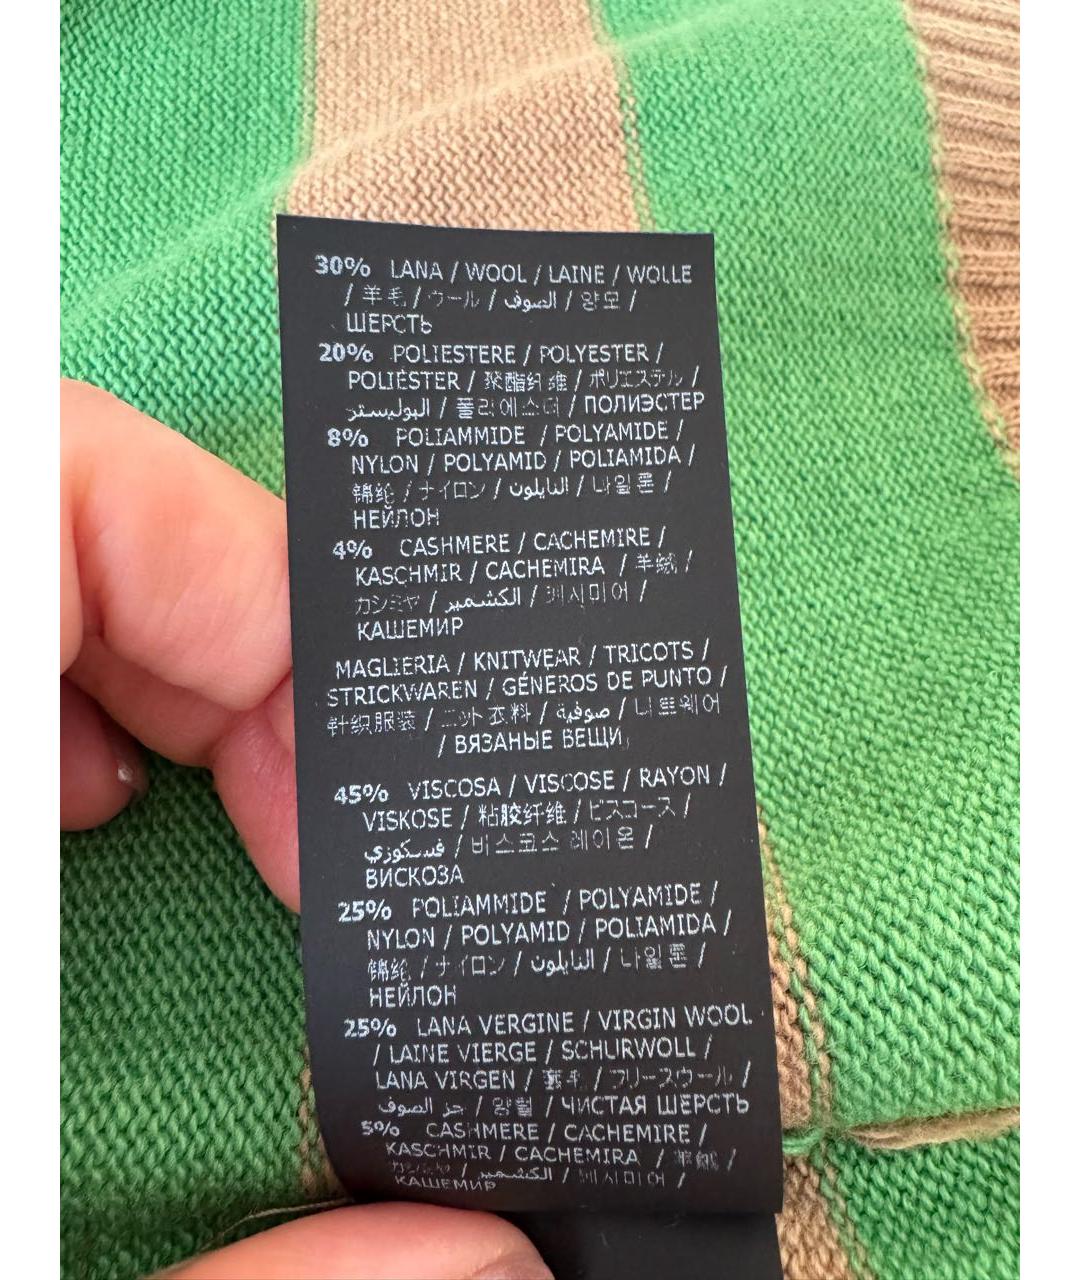 30% LANA / WOOL / LAINE / WOLLE
/ 羊毛 / ウール / الصوف / 양모 /
ШЕРСТЬ
20% POLIESTERE / POLYESTER /
POLIÉSTER / 聚酯纤维 / ポリエステル /
البوليستر / 폴리에스터 / ПОЛИЭСТЕР
8% POLIAMMIDE / POLYAMIDE /
NYLON / POLYAMID / POLIAMIDA /
锦纶 / ナイロン / النايلون / 나일론 /
НЕЙЛОН
4% CASHMERE / CACHEMIRE /
KASCHMIR / CACHEMIRA / 羊绒 /
カシミヤ / الكشمير / 캐시미어 /
КАШЕМИР
MAGLIERIA / KNITWEAR / TRICOTS /
STRICKWAREN / GÉNEROS DE PUNTO /
针织服装 / ニット衣料 / صوفية / 니트웨어
/ ВЯЗАНЫЕ ВЕЩИ
45% VISCOSA / VISCOSE / RAYON /
VISKOSE / 粘胶纤维 / ビスコース /
فسكوزي / 비스코스 레이온 /
ВИСКОЗА
25% POLIAMMIDE / POLYAMIDE /
NYLON / POLYAMID / POLIAMIDA /
锦纶 / ナイロン / النايلون / 나일론 /
НЕЙЛОН
25% LANA VERGINE / VIRGIN WOOL
/ LAINE VIERGE / SCHURWOLL /
LANA VIRGEN / / フリースウール /
جز الصوف / 양털 / ЧИСТАЯ ШЕРСТЬ
5% CASHMERE / CACHEMIRE /
KASCHMIR / CACHEMIRA / 羊绒 /
カシミヤ / الكشمير / 캐시미어 /
КАШЕМИР